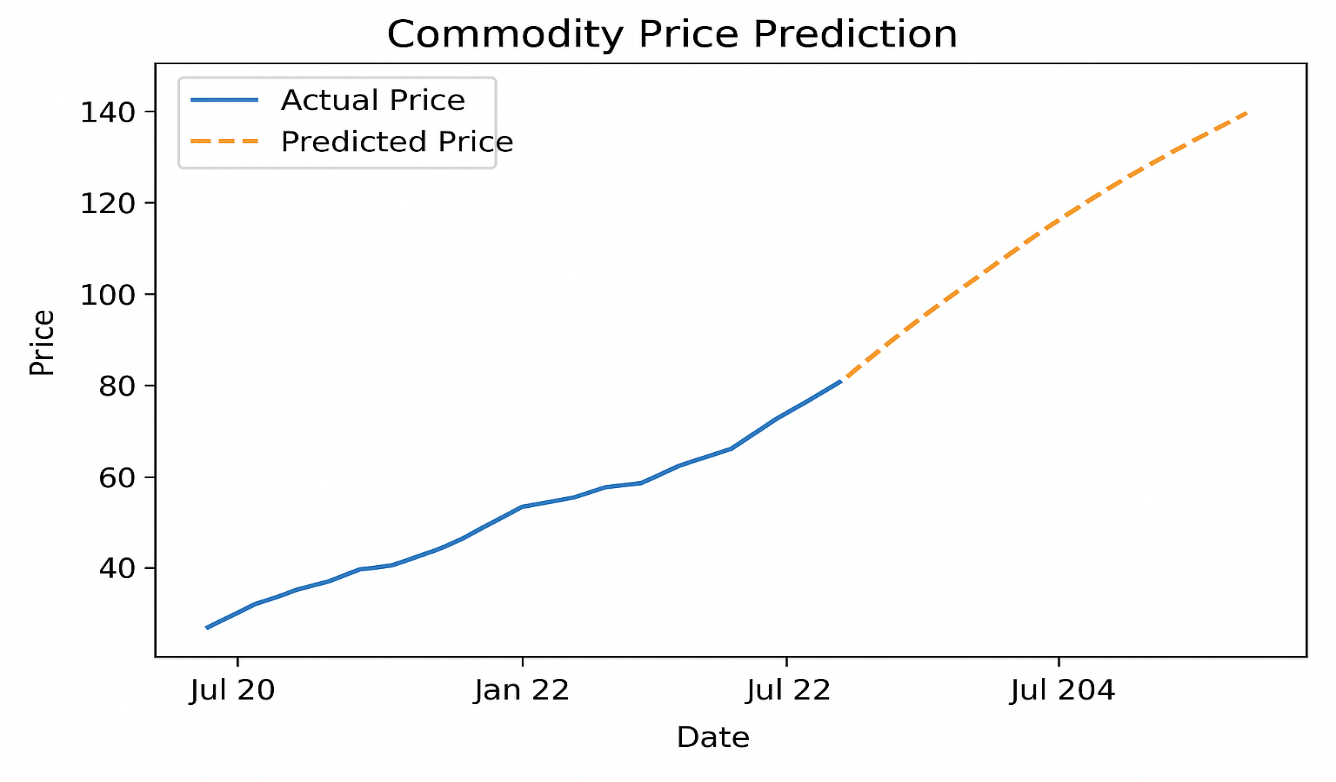 Commodity Price Prediction
Actual Price
Predicted Price
140
120
100
80
60
40
Price
Jul 20
Jan 22
Jul 22
Jul 204
Date